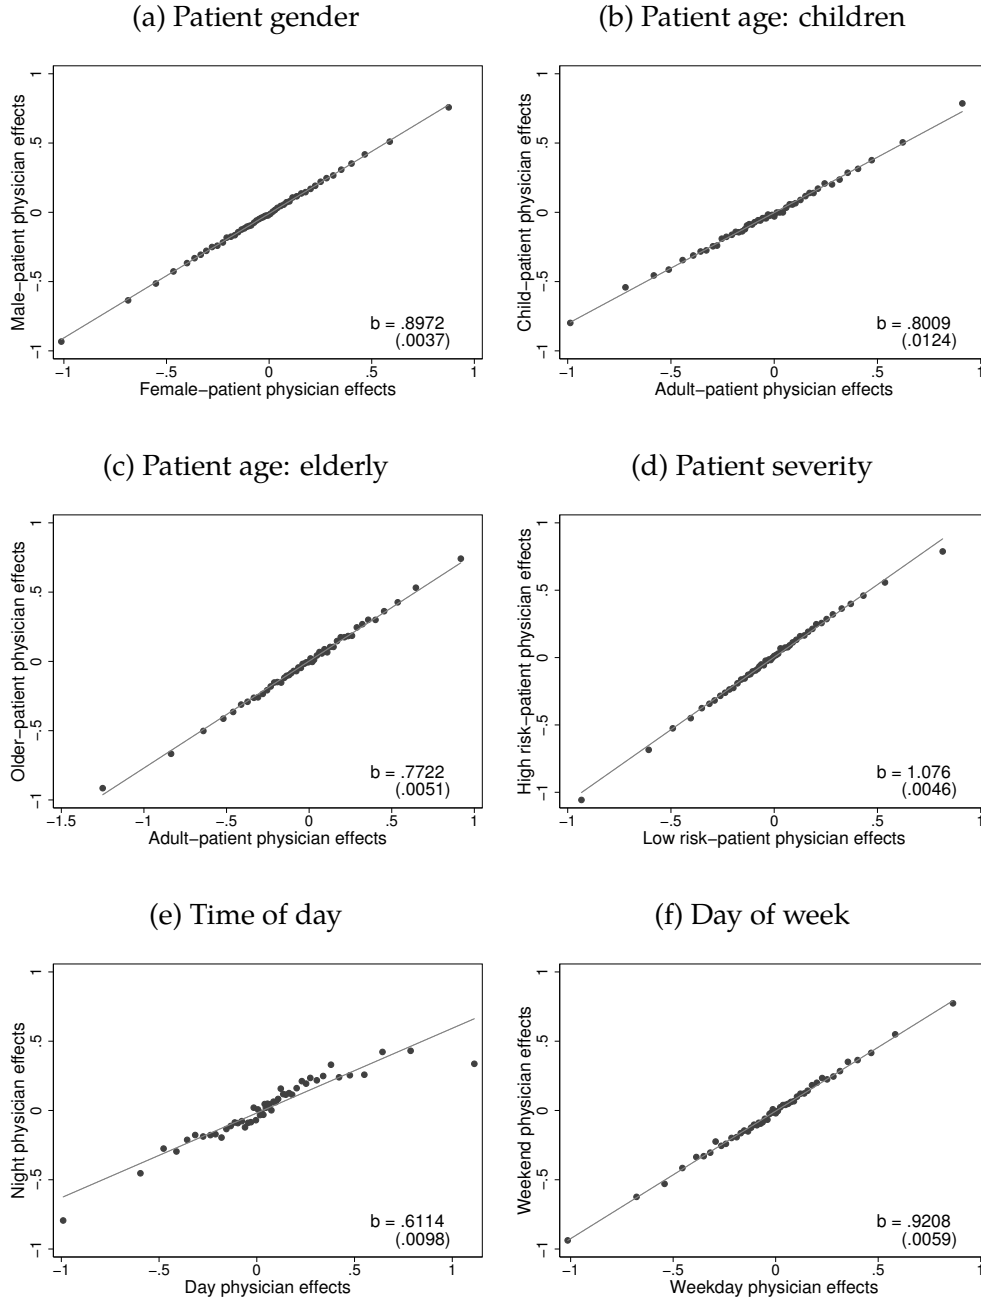 (a) Patient gender
Male−patient physician effects
1
.5
0
−.5
−1
b = .8972
(.0037)
−1
−.5
0
.5
1
Female−patient physician effects
(b) Patient age: children
Child−patient physician effects
1
.5
0
−.5
−1
b = .8009
(.0124)
−1
−.5
0
.5
1
Adult−patient physician effects
(c) Patient age: elderly
Older−patient physician effects
1
.5
0
−.5
−1
b = .7722
(.0051)
−1.5
−1
−.5
0
.5
1
Adult−patient physician effects
(d) Patient severity
High risk−patient physician effects
1
.5
0
−.5
−1
b = 1.076
(.0046)
−1
−.5
0
.5
1
Low risk−patient physician effects
(e) Time of day
Night physician effects
1
.5
0
−.5
−1
b = .6114
(.0098)
−1
−.5
0
.5
1
Day physician effects
(f) Day of week
Weekend physician effects
1
.5
0
−.5
−1
b = .9208
(.0059)
−1
−.5
0
.5
1
Weekday physician effects